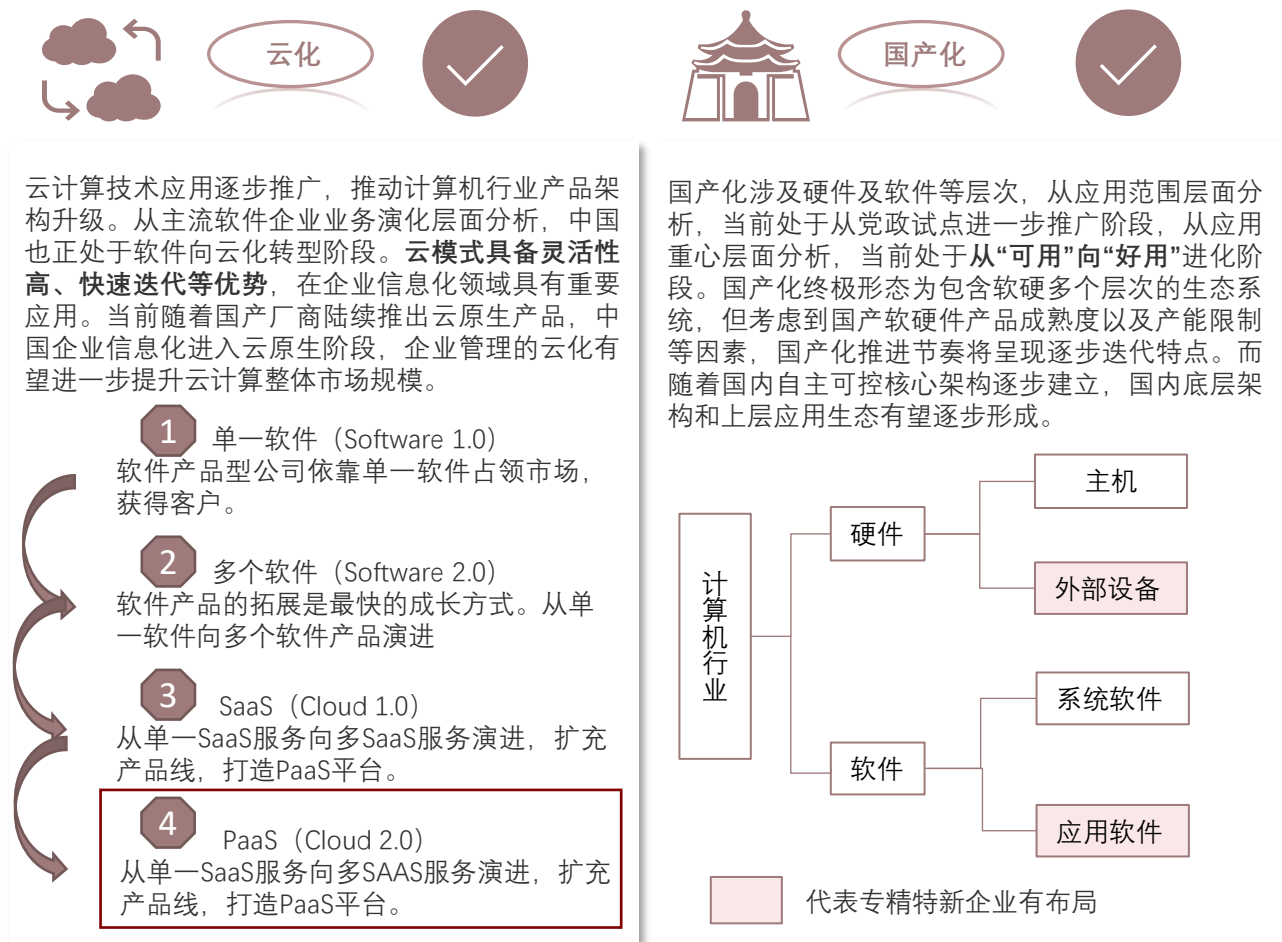 云化
云计算技术应用逐步推广，推动计算机行业产品架
构升级。从主流软件企业业务演化层面分析，中国
也正处于软件向云化转型阶段。云模式具备灵活性
高、快速迭代等优势，在企业信息化领域具有重要
应用。当前随着国产厂商陆续推出云原生产品，中
国企业信息化进入云原生阶段，企业管理的云化有
望进一步提升云计算整体市场规模。
1 单一软件（Software 1.0）
软件产品型公司依靠单一软件占领市场，
获得客户。
2 多个软件（Software 2.0）
软件产品的拓展是最快的成长方式。从单
一软件向多个软件产品演进
3 SaaS（Cloud 1.0）
从单一SaaS服务向多SaaS服务演进，扩充
产品线，打造PaaS平台。
4 PaaS（Cloud 2.0）
从单一SaaS服务向多SAAS服务演进，扩充
产品线，打造PaaS平台。
国产化
国产化涉及硬件及软件等层次，从应用范围层面分
析，当前处于从党政试点进一步推广阶段，从应用
重心层面分析，当前处于从“可用”向“好用”进化阶
段。国产化终极形态为包含软硬多个层次的生态系
统，但考虑到国产软硬件产品成熟度以及产能限制
等因素，国产化推进节奏将呈现逐步迭代特点。而
随着国内自主可控核心架构逐步建立，国内底层架
构和上层应用生态有望逐步形成。
计算机行业
硬件
主机
外部设备
软件
系统软件
应用软件
代表专精特新企业有布局